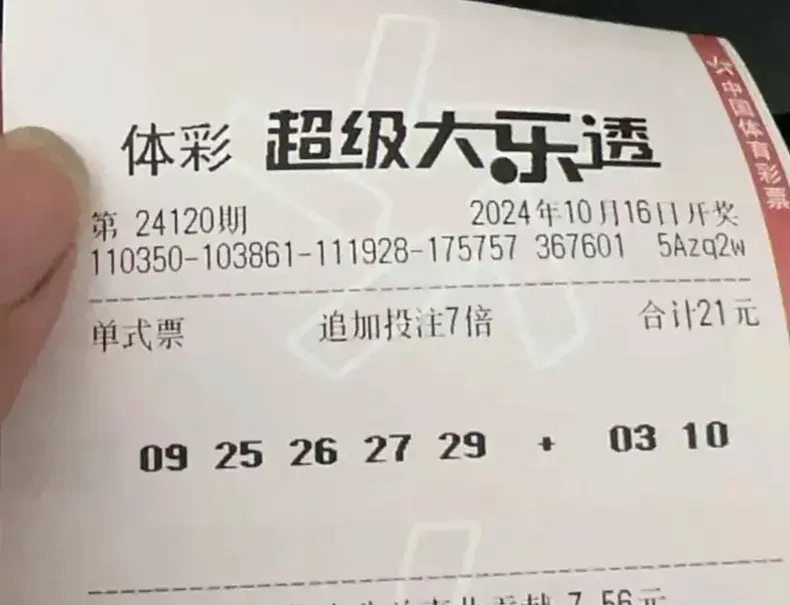 体彩 超级大乐透
中国体育彩票
第 24120期 2024年10月16日开奖
110350-103861-111928-175757 367601 5Azq2w
单式票 追加投注7倍 合计21元
09 25 26 27 29 + 03 10
7.56元